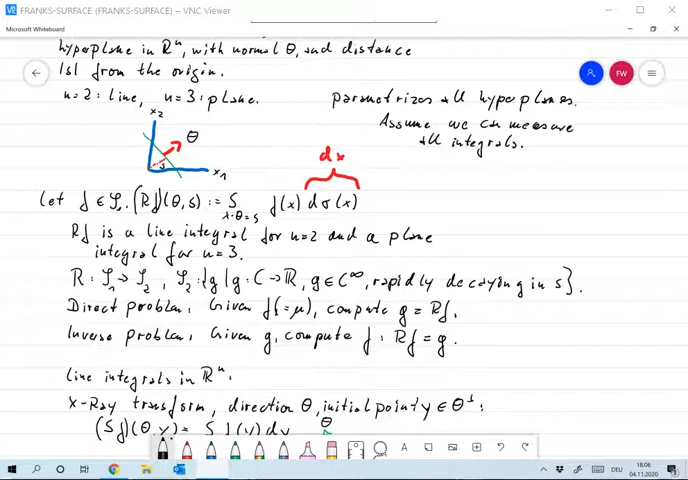 FRANKS-SURFACE (FRANKS-SURFACE) - VNC Viewer
Microsoft Whiteboard
hyperplane in ℝⁿ, with normal θ, and distance
|s| from the origin.
n=2: line, n=3: plane.
parametrizes all hyperplanes.
Assume we can measure
all integrals.
FW
x₂
θ
s
x₁
dx
Let f ∈ 𝒮₁. (Rf)(θ,s) := ∫_{x·θ=s} f(x) dσ(x)
Rf is a line integral for n=2 and a plane
integral for n=3.
R: 𝒮₁ → 𝒮₂, 𝒮₂ = {g | g: C → ℝ, g ∈ C^∞, rapidly decaying in s}.
Direct problem. Given f (=μ), compute g = Rf.
Inverse problem. Given g, compute f: Rf = g.
Line integrals in ℝⁿ.
X-Ray transform, direction θ, initial point y ∈ θ^⊥:
(Sf)(θ,y) = ∫ f(y) dy
θ
DEU
18:06
04.11.2020